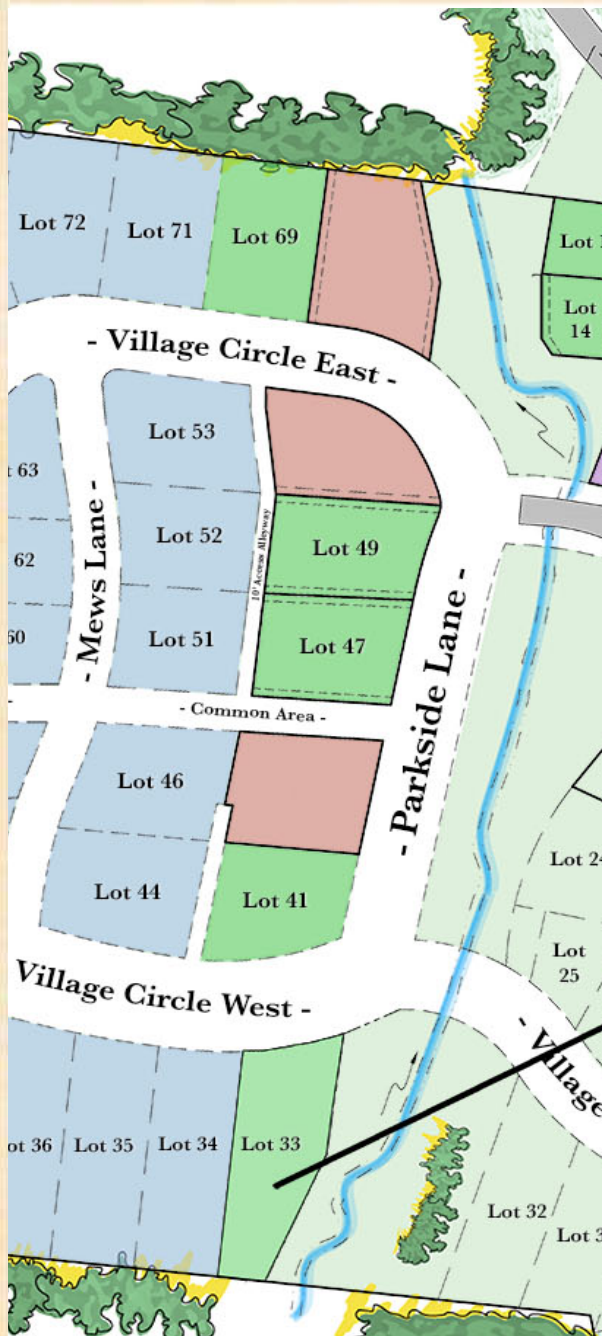 Lot 72
Lot 71
Lot 69
Lot
Lot
14
- Village Circle East -
Lot 53
63
Lot 52
Lot 49
62
10' Access Alleyway
- Mews Lane -
Lot 51
Lot 47
60
- Common Area -
- Parkside Lane -
Lot 46
Lot 44
Lot 41
Lot 24
Lot
25
Village Circle West -
- Village
ot 36
Lot 35
Lot 34
Lot 33
Lot 32
Lot 3